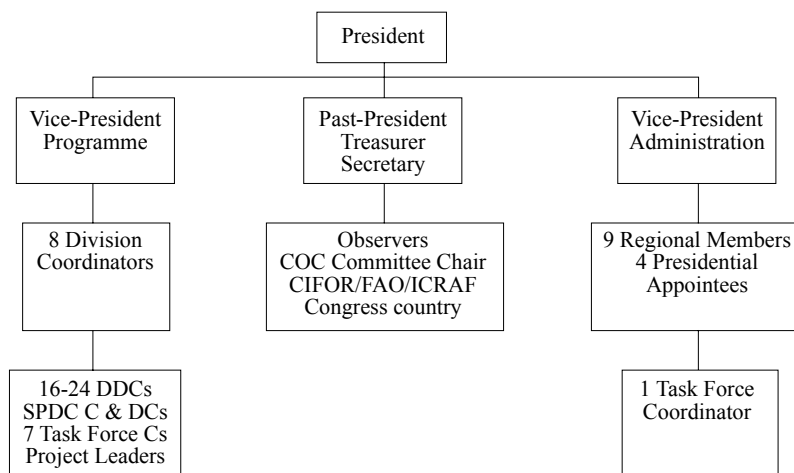 President
Vice-President
Programme
Past-President
Treasurer
Secretary
Vice-President
Administration
8 Division
Coordinators
Observers
COC Committee Chair
CIFOR/FAO/ICRAF
Congress country
9 Regional Members
4 Presidential
Appointees
16-24 DDCs
SPDC C & DCs
7 Task Force Cs
Project Leaders
1 Task Force
Coordinator